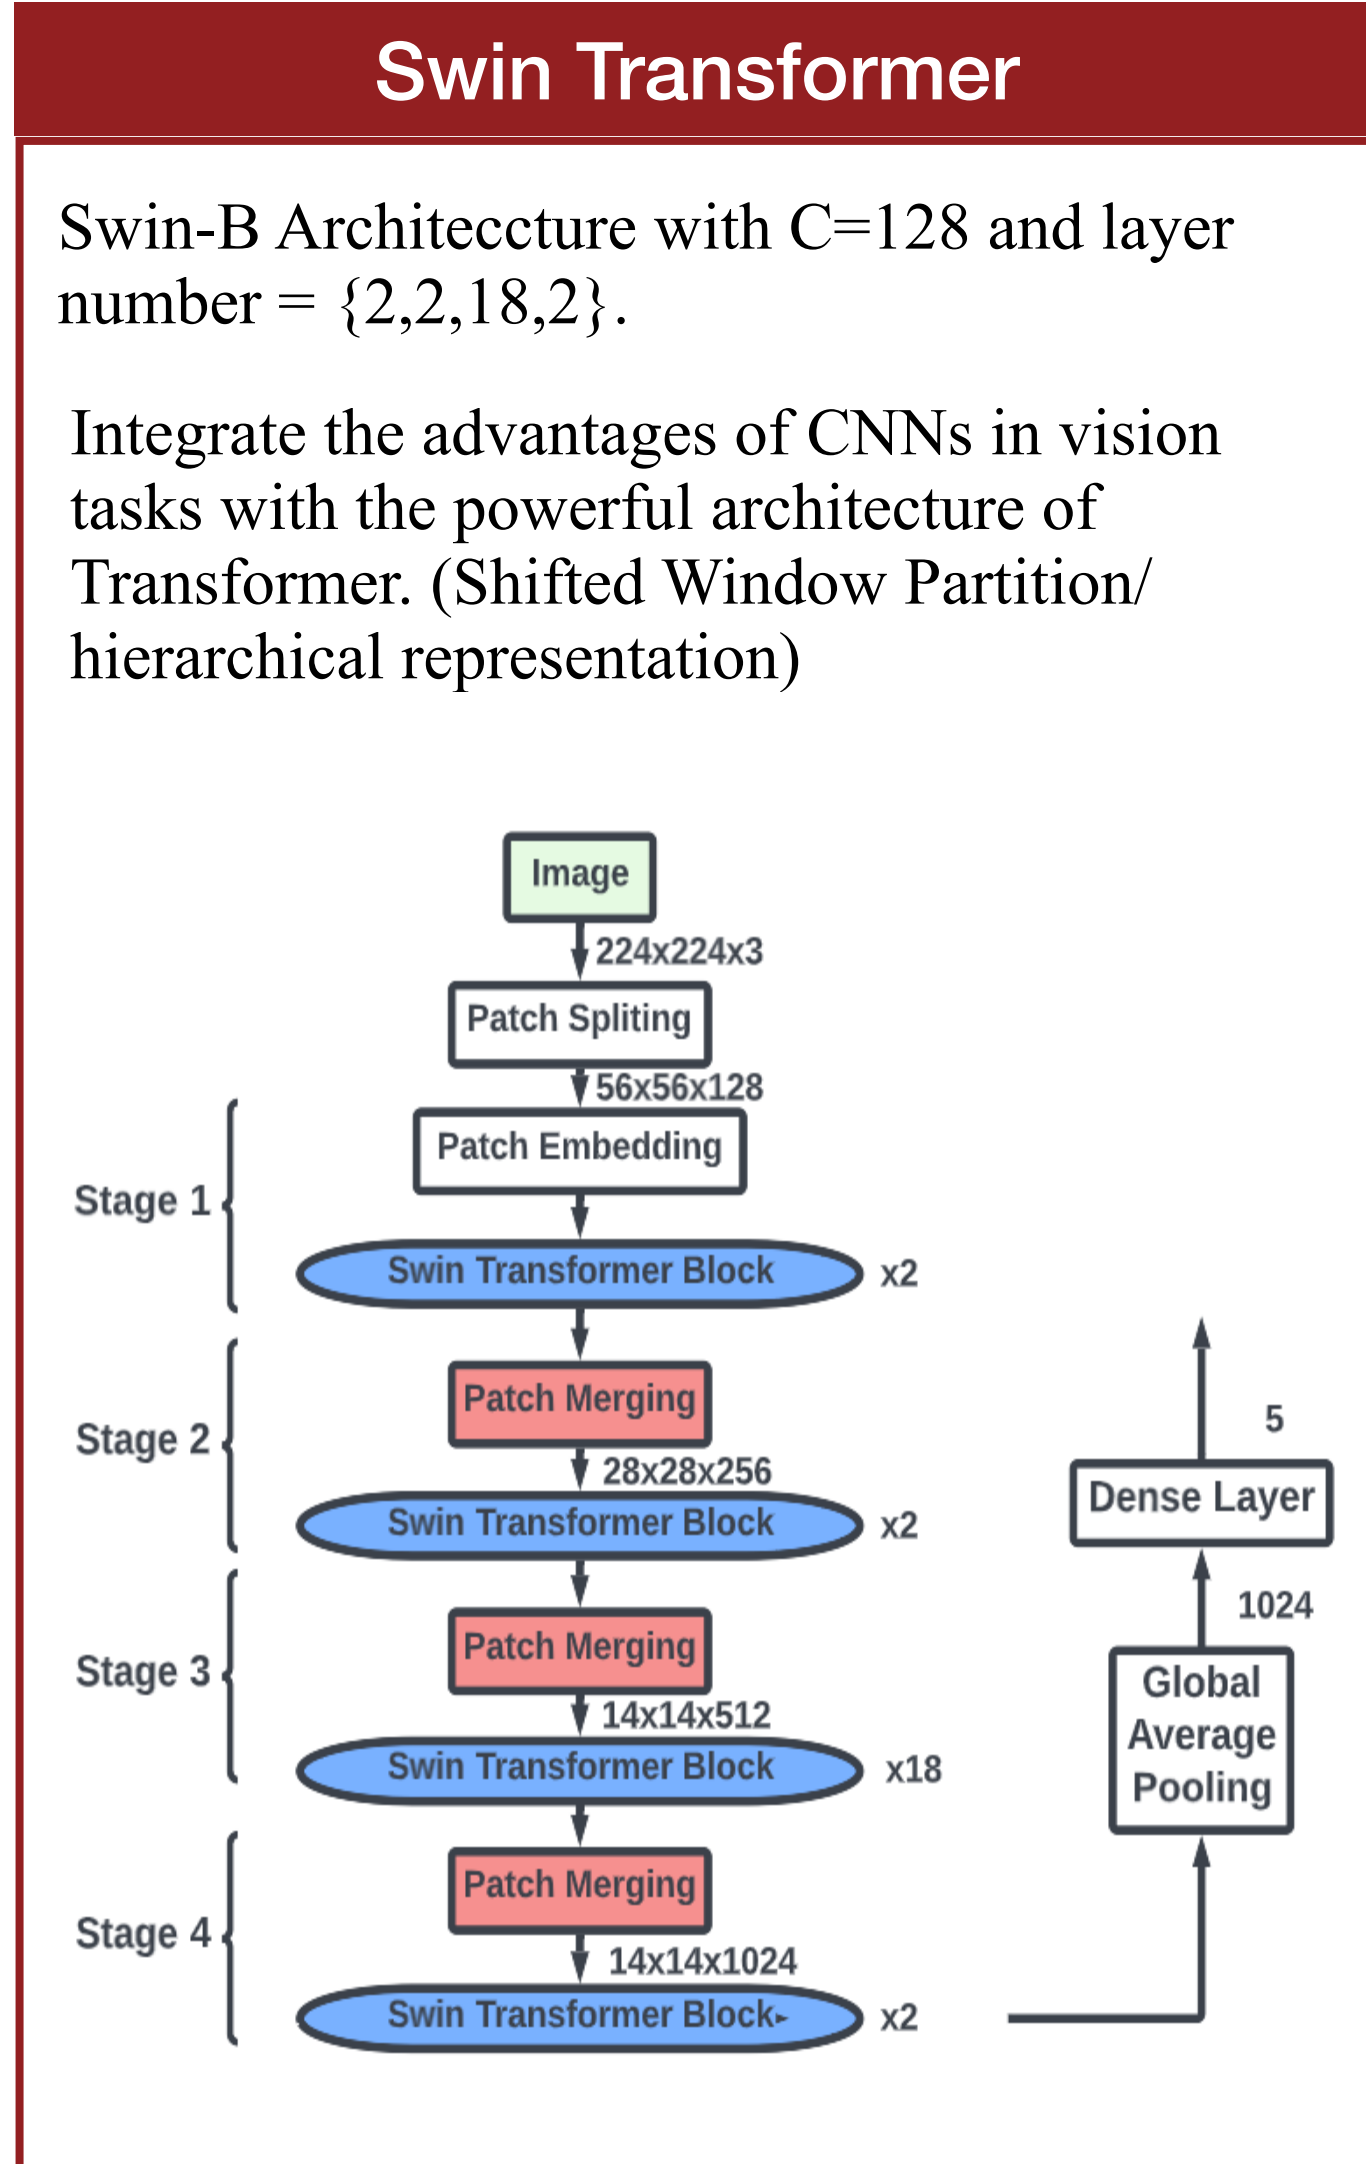 Swin Transformer
Swin-B Architeccture with C=128 and layer
number = {2,2,18,2}.
Integrate the advantages of CNNs in vision
tasks with the powerful architecture of
Transformer. (Shifted Window Partition/
hierarchical representation)
Image
224x224x3
Patch Spliting
56x56x128
Stage 1
Patch Embedding
Swin Transformer Block
x2
Stage 2
Patch Merging
28x28x256
Swin Transformer Block
x2
Stage 3
Patch Merging
14x14x512
Swin Transformer Block
x18
Stage 4
Patch Merging
14x14x1024
Swin Transformer Block
x2
Global
Average
Pooling
1024
Dense Layer
5